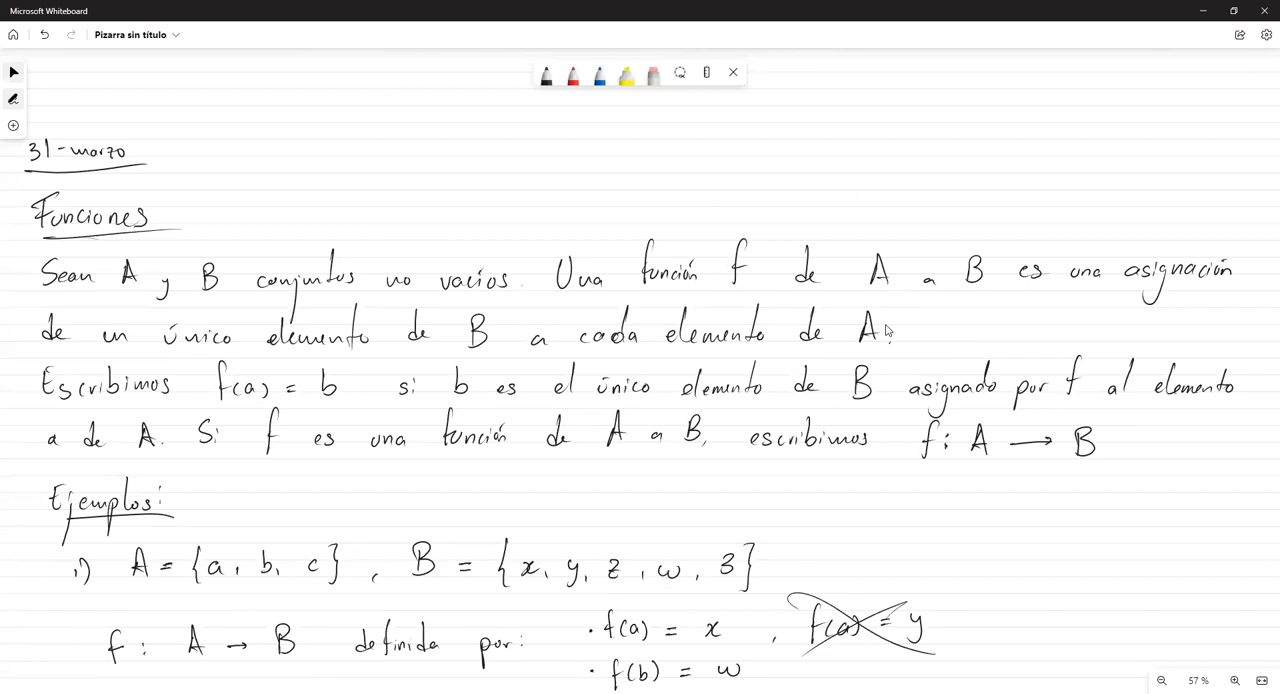 Microsoft Whiteboard
Pizarra sin título
31-marzo
Funciones
Sean A y B conjuntos no vacíos. Una función f de A a B es una asignación
de un único elemento de B a cada elemento de A.
Escribimos f(a) = b si b es el único elemento de B asignado por f al elemento
a de A. Si f es una función de A a B, escribimos f: A → B
Ejemplos:
i) A = {a, b, c}, B = {x, y, z, w, 3}
f: A → B definida por: · f(a) = x , f(a) = y
· f(b) = w
57 %